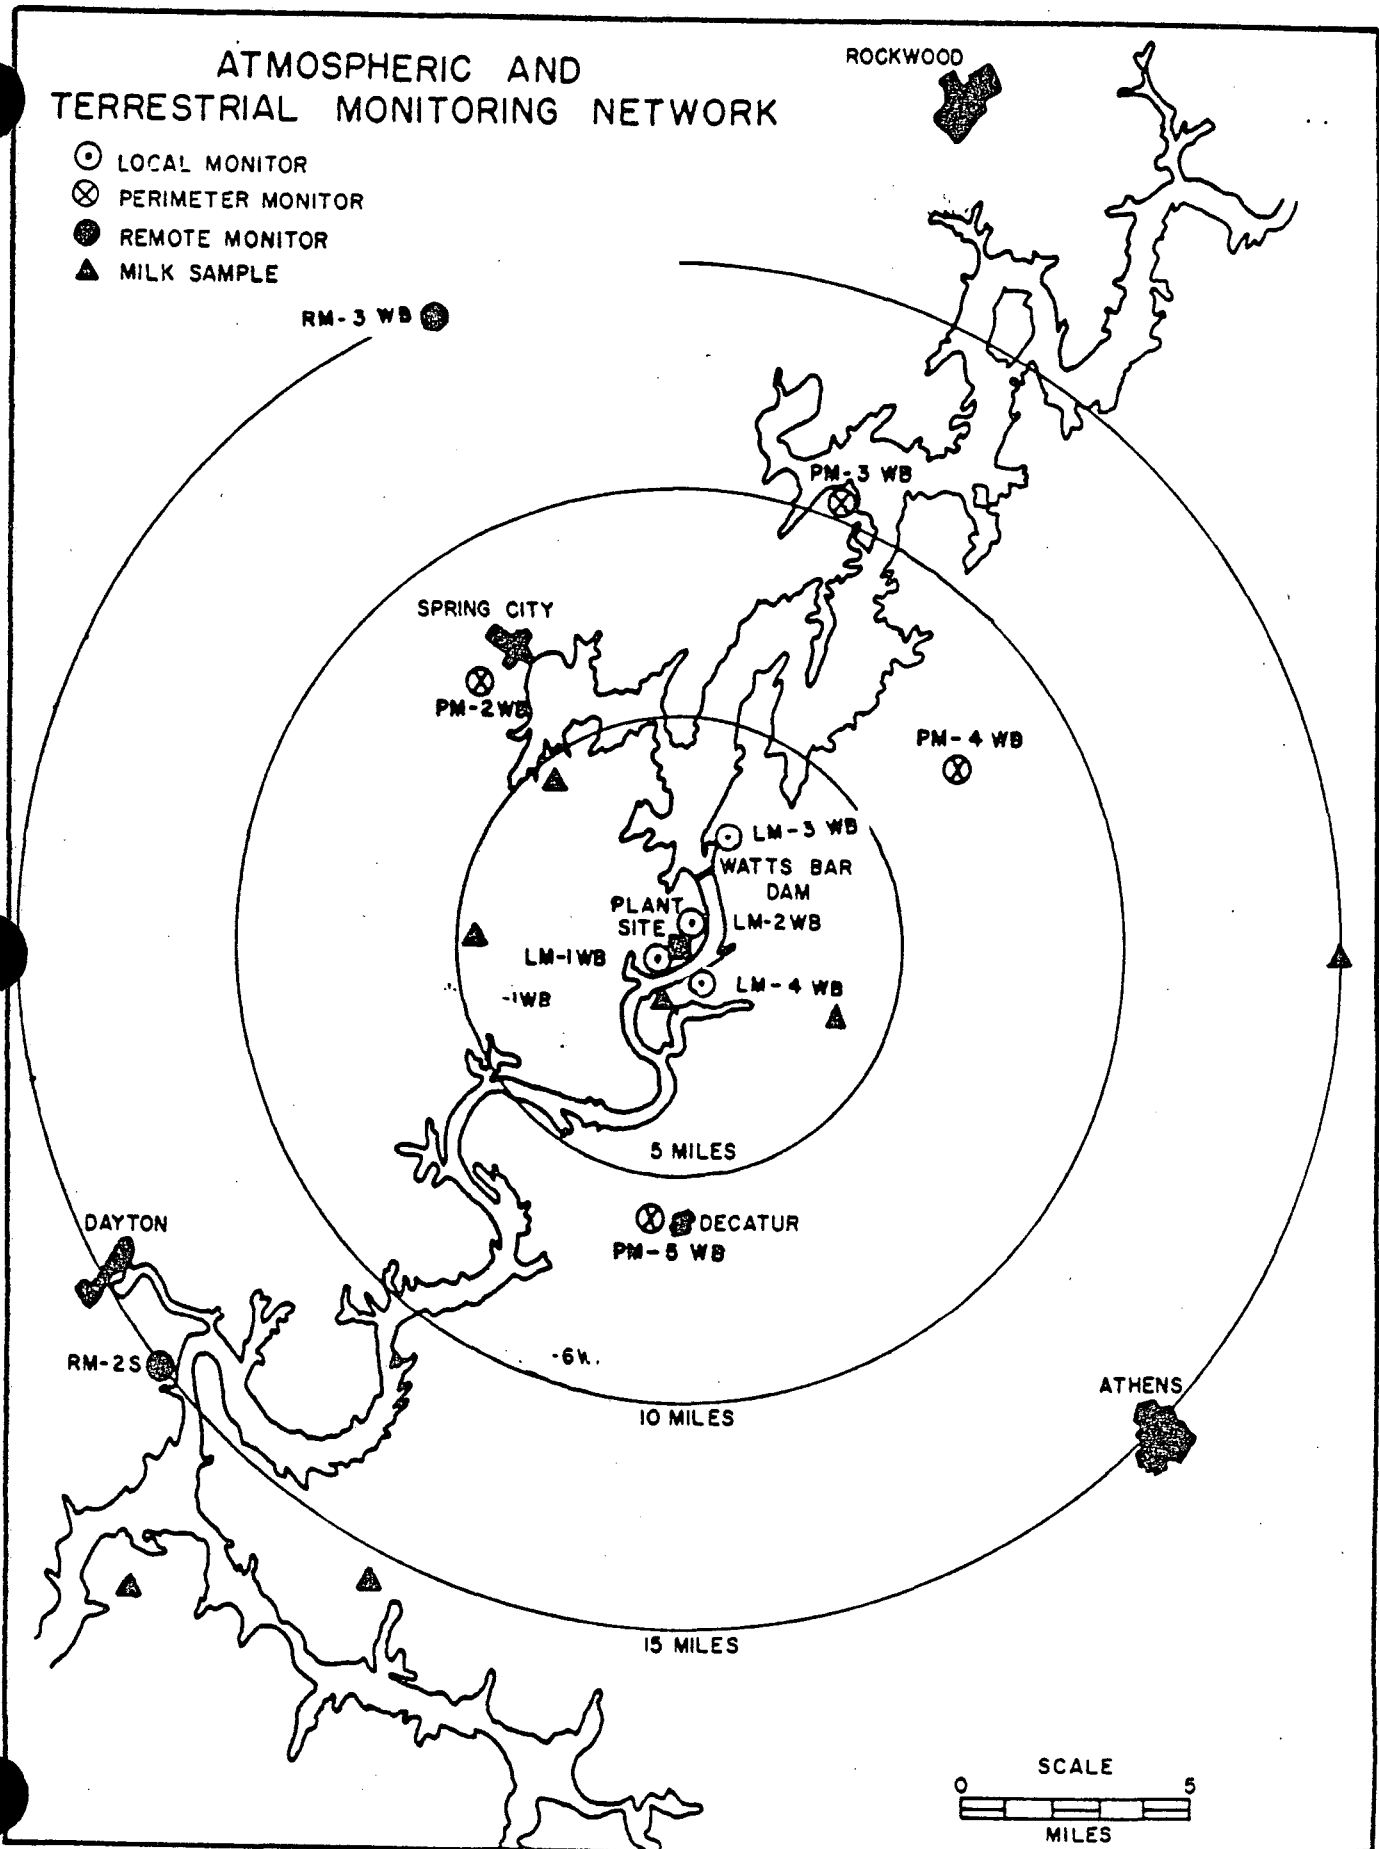 ATMOSPHERIC AND
TERRESTRIAL MONITORING NETWORK
LOCAL MONITOR
PERIMETER MONITOR
REMOTE MONITOR
MILK SAMPLE
ROCKWOOD
RM-3 WB
PM-3 WB
SPRING CITY
PM-2WB
PM-4 WB
LM-3 WB
WATTS BAR
DAM
PLANT
SITE
LM-2WB
LM-1WB
LM-4 WB
-1WB
5 MILES
DAYTON
DECATUR
PM-5 WB
RM-2S
-6W.
ATHENS
10 MILES
15 MILES
SCALE
0 5
MILES